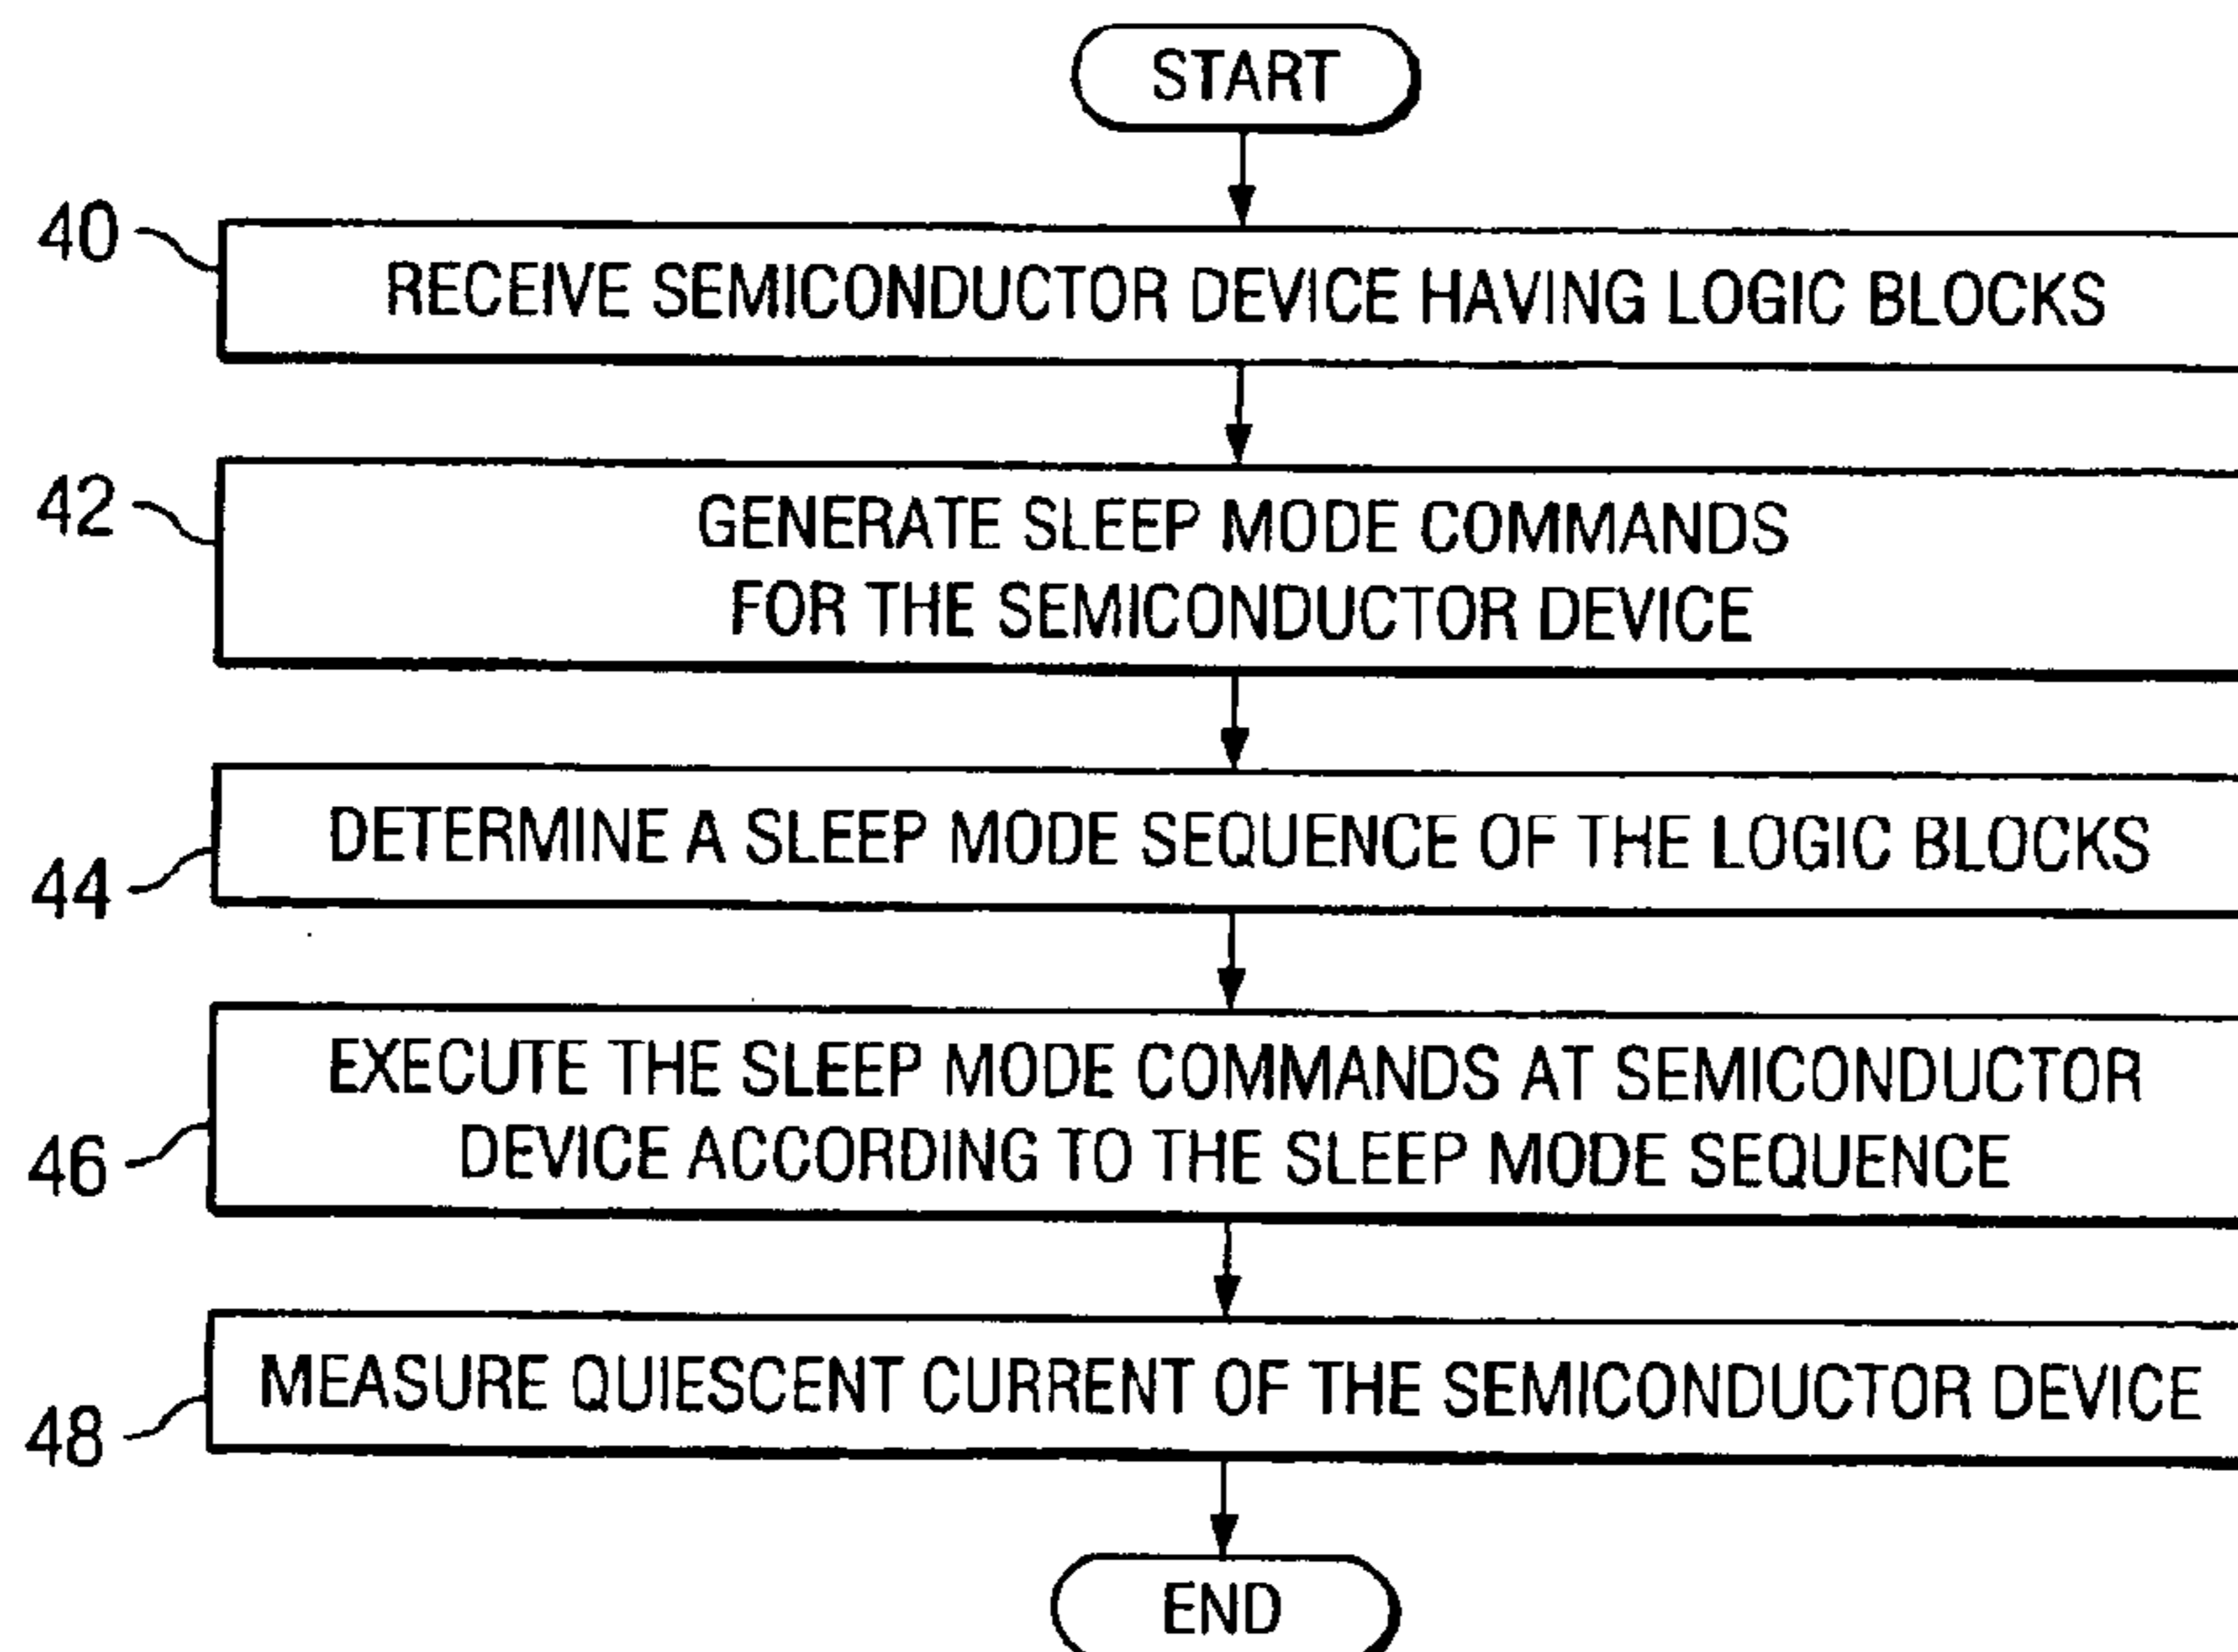 START
40
RECEIVE SEMICONDUCTOR DEVICE HAVING LOGIC BLOCKS
42
GENERATE SLEEP MODE COMMANDS
FOR THE SEMICONDUCTOR DEVICE
44
DETERMINE A SLEEP MODE SEQUENCE OF THE LOGIC BLOCKS
46
EXECUTE THE SLEEP MODE COMMANDS AT SEMICONDUCTOR
DEVICE ACCORDING TO THE SLEEP MODE SEQUENCE
48
MEASURE QUIESCENT CURRENT OF THE SEMICONDUCTOR DEVICE
END